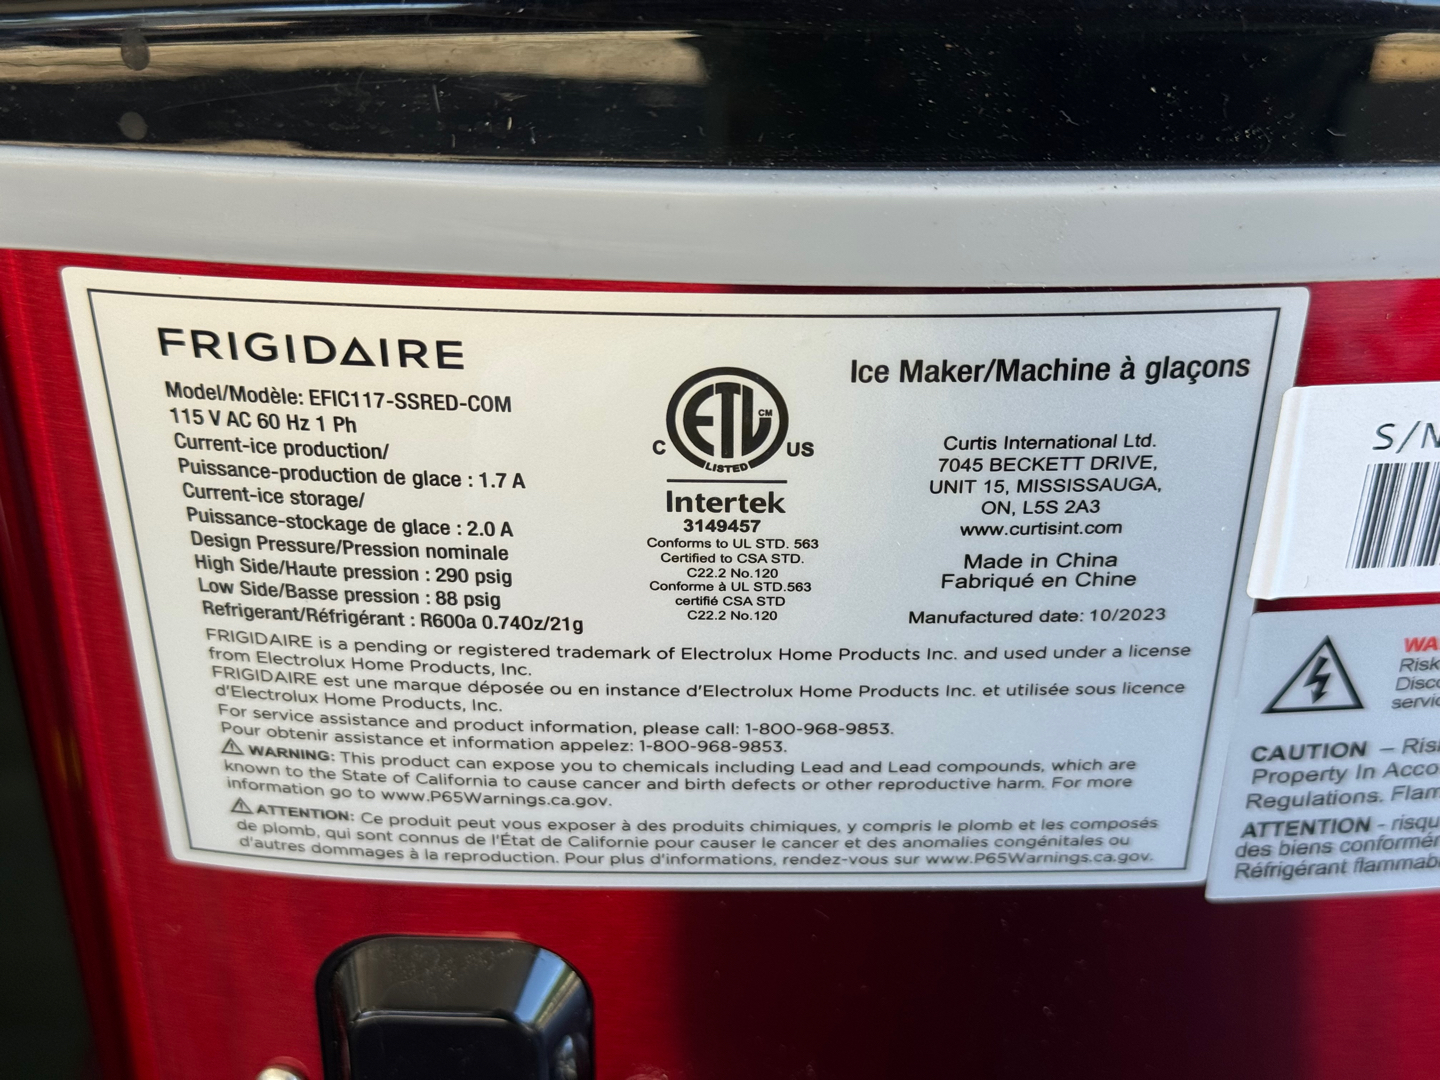 FRIGIDAIRE
Model/Modèle: EFIC117-SSRED-COM
115 V AC 60 Hz 1 Ph
Current-ice production/
Puissance-production de glace : 1.7 A
Current-ice storage/
Puissance-stockage de glace : 2.0 A
Design Pressure/Pression nominale
High Side/Haute pression : 290 psig
Low Side/Basse pression : 88 psig
Refrigerant/Réfrigérant : R600a 0.74Oz/21g
ETL CM
C US
LISTED
Intertek
3149457
Conforms to UL STD. 563
Certified to CSA STD.
C22.2 No.120
Conforme à UL STD.563
certifié CSA STD
C22.2 No.120
Ice Maker/Machine à glaçons
Curtis International Ltd.
7045 BECKETT DRIVE,
UNIT 15, MISSISSAUGA,
ON, L5S 2A3
www.curtisint.com
Made in China
Fabriqué en Chine
Manufactured date: 10/2023
FRIGIDAIRE is a pending or registered trademark of Electrolux Home Products Inc. and used under a license
from Electrolux Home Products, Inc.
FRIGIDAIRE est une marque déposée ou en instance d'Electrolux Home Products Inc. et utilisée sous licence
d'Electrolux Home Products, Inc.
For service assistance and product information, please call: 1-800-968-9853.
Pour obtenir assistance et information appelez: 1-800-968-9853.
WARNING: This product can expose you to chemicals including Lead and Lead compounds, which are
known to the State of California to cause cancer and birth defects or other reproductive harm. For more
information go to www.P65Warnings.ca.gov.
ATTENTION: Ce produit peut vous exposer à des produits chimiques, y compris le plomb et les composés
de plomb, qui sont connus de l'État de Californie pour causer le cancer et des anomalies congénitales ou
d'autres dommages à la reproduction. Pour plus d'informations, rendez-vous sur www.P65Warnings.ca.gov.
S/N
WA
Risk
Disco
servic
CAUTION – Risk
Property In Acco
Regulations. Flam
ATTENTION - risqu
des biens conformém
Réfrigérant flammab